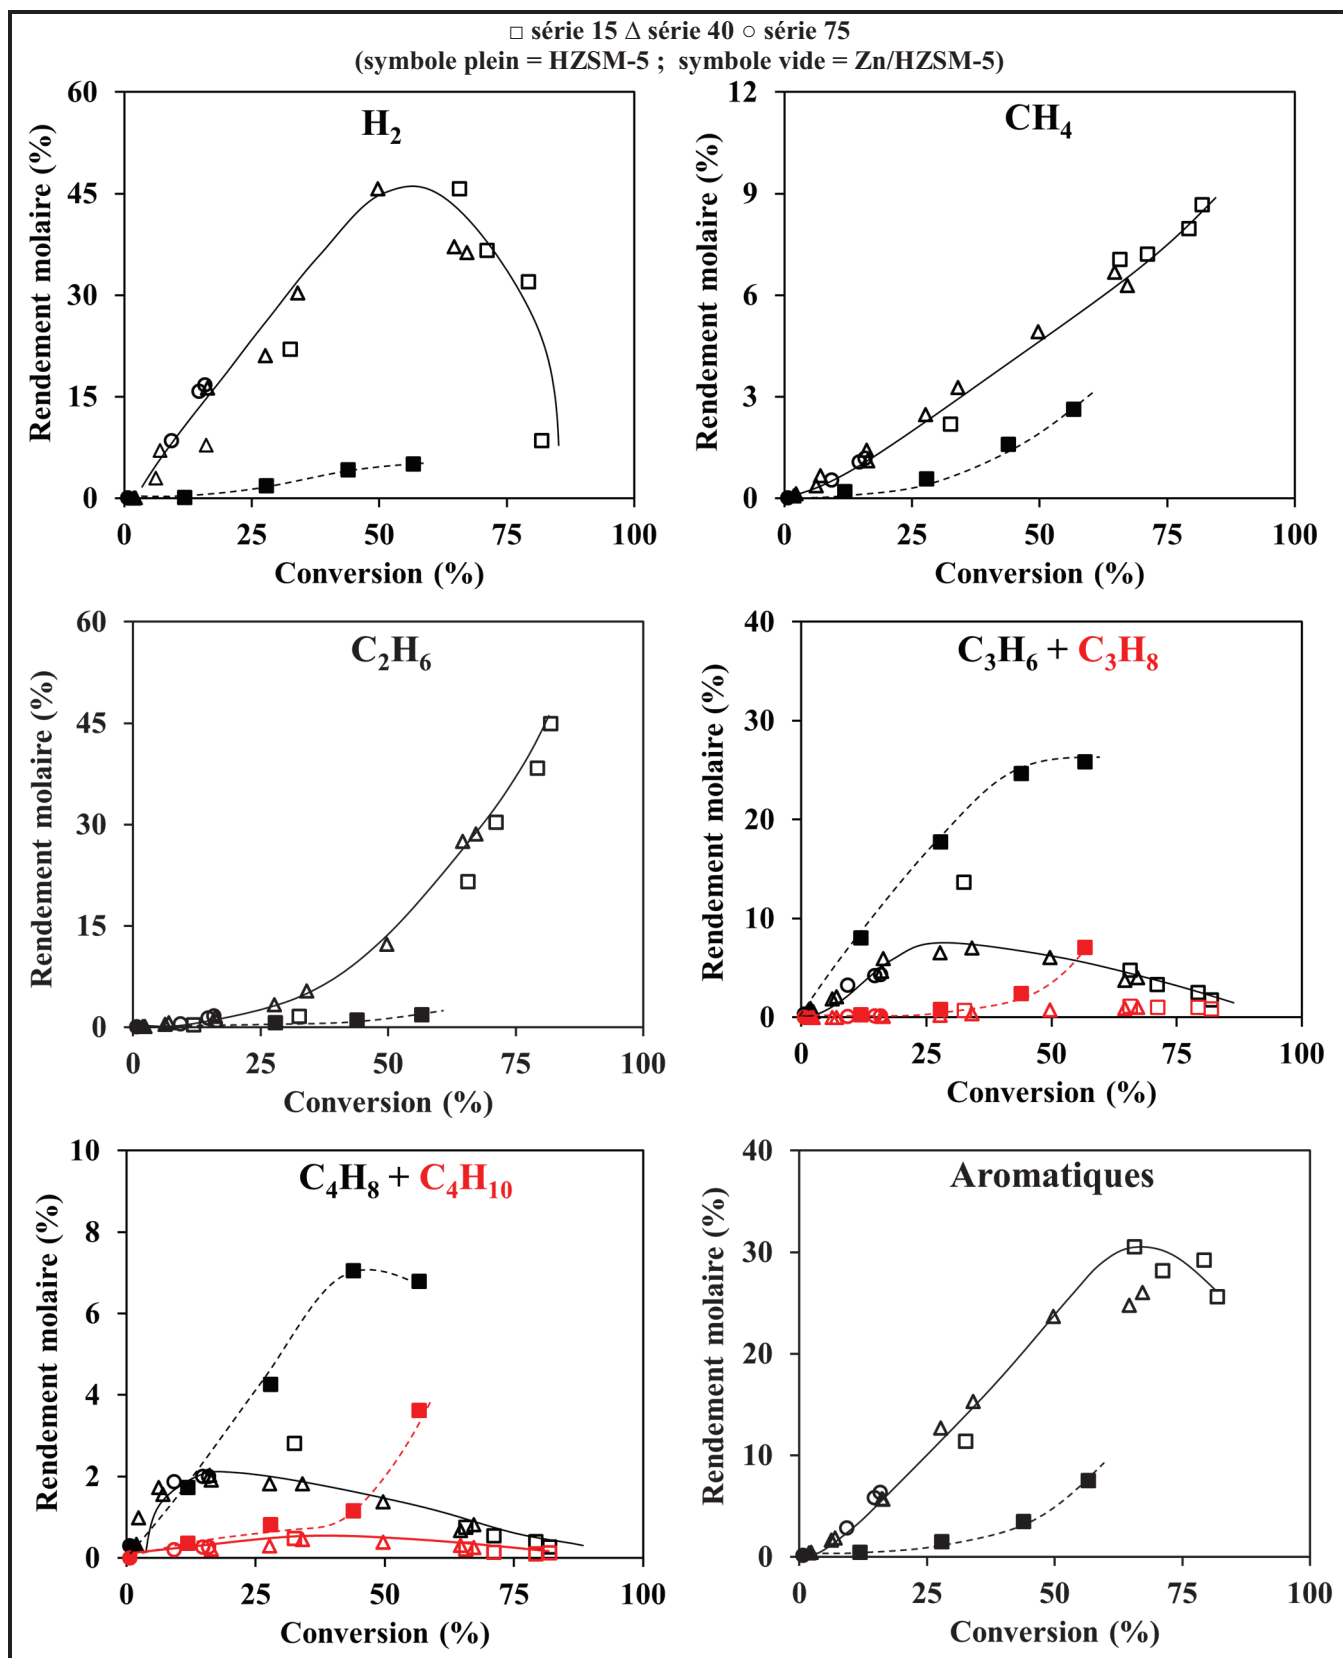 □ série 15 Δ série 40 ○ série 75
(symbole plein = HZSM-5 ; symbole vide = Zn/HZSM-5)
H₂
Rendement molaire (%)
60
45
30
15
0
0 25 50 75 100
Conversion (%)
CH₄
Rendement molaire (%)
12
9
6
3
0
0 25 50 75 100
Conversion (%)
C₂H₆
Rendement molaire (%)
60
45
30
15
0
0 25 50 75 100
Conversion (%)
C₃H₆ + C₃H₈
Rendement molaire (%)
40
30
20
10
0
0 25 50 75 100
Conversion (%)
C₄H₈ + C₄H₁₀
Rendement molaire (%)
10
8
6
4
2
0
0 25 50 75 100
Conversion (%)
Aromatiques
Rendement molaire (%)
40
30
20
10
0
0 25 50 75 100
Conversion (%)